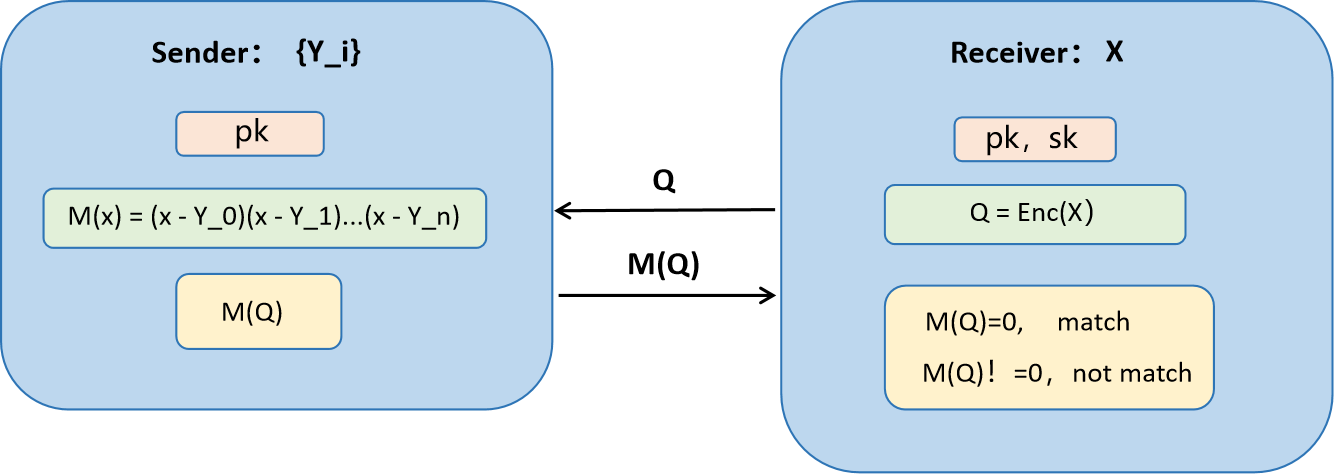 Sender： {Y_i}
pk
M(x) = (x - Y_0)(x - Y_1)...(x - Y_n)
M(Q)
Q
M(Q)
Receiver： X
pk，sk
Q = Enc(X)
M(Q)=0, match
M(Q)！=0，not match